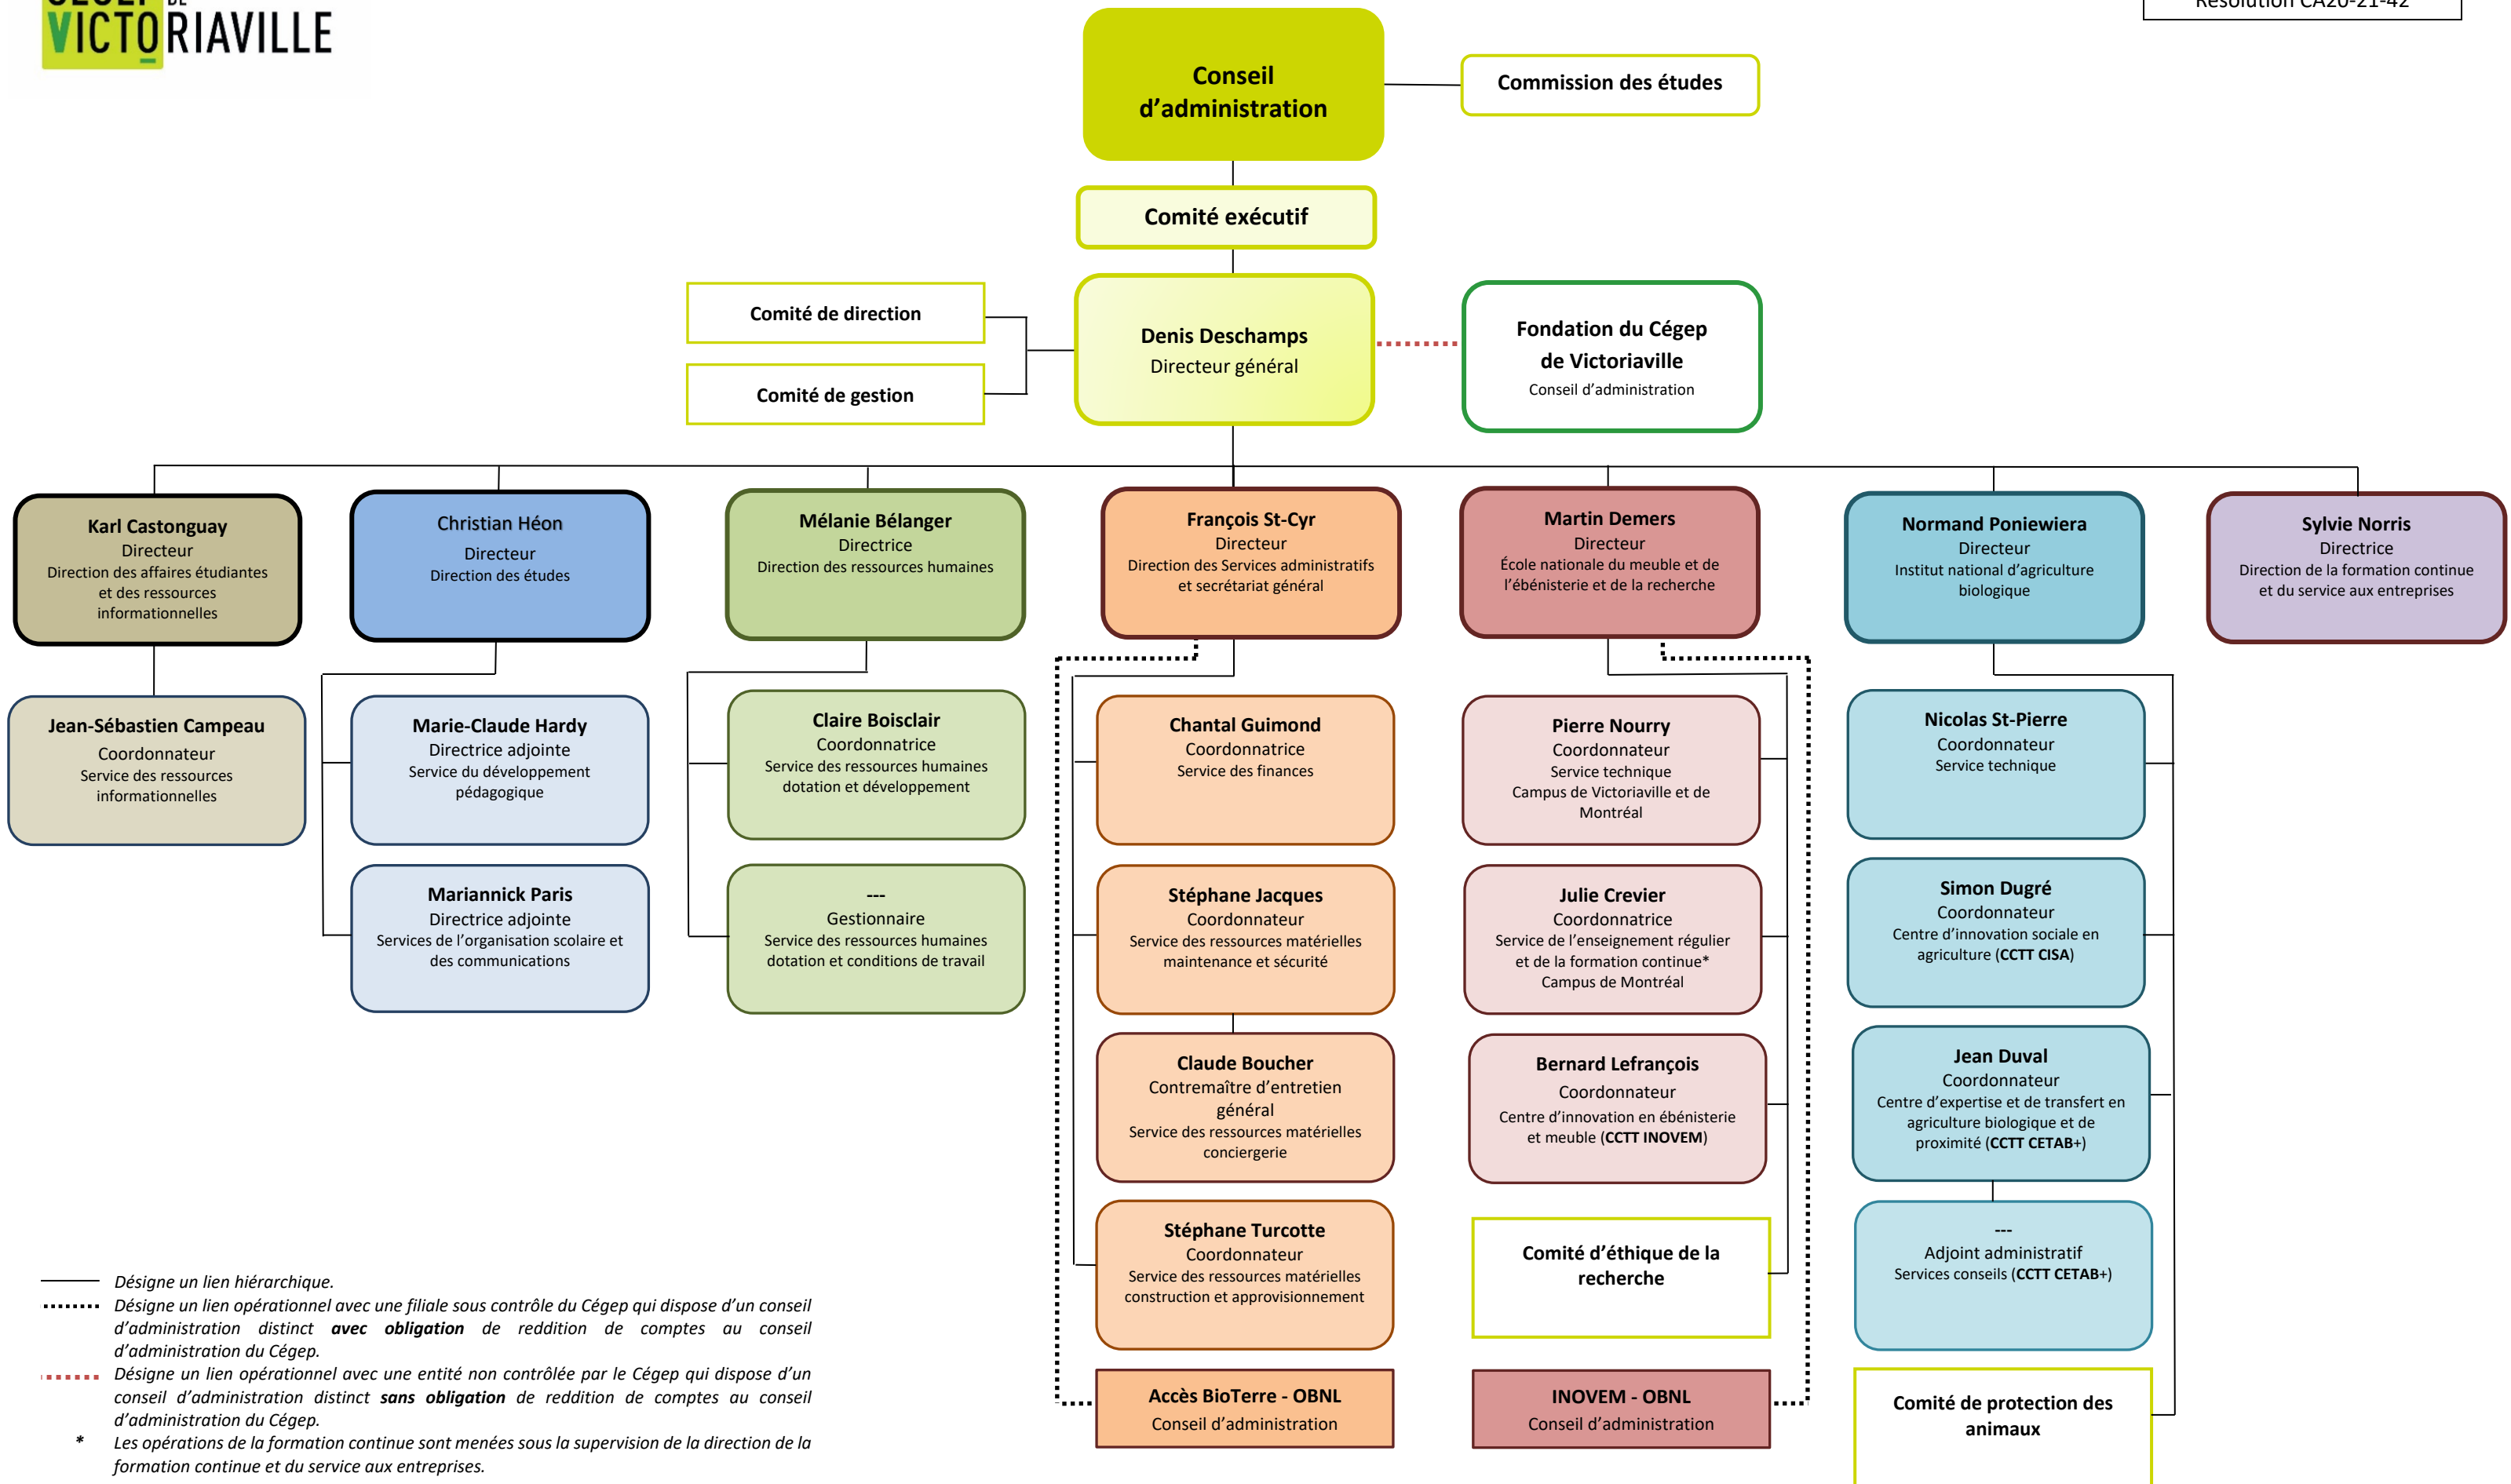 CÉGEP DE
VICTORIAVILLE
Résolution CA20-21-42
Conseil
d’administration
Commission des études
Comité exécutif
Comité de direction
Comité de gestion
Denis Deschamps
Directeur général
Fondation du Cégep
de Victoriaville
Conseil d’administration
Karl Castonguay
Directeur
Direction des affaires étudiantes
et des ressources
informationnelles
Christian Héon
Directeur
Direction des études
Mélanie Bélanger
Directrice
Direction des ressources humaines
François St-Cyr
Directeur
Direction des Services administratifs
et secrétariat général
Martin Demers
Directeur
École nationale du meuble et de
l’ébénisterie et de la recherche
Normand Poniewiera
Directeur
Institut national d’agriculture
biologique
Sylvie Norris
Directrice
Direction de la formation continue
et du service aux entreprises
Jean-Sébastien Campeau
Coordonnateur
Service des ressources
informationnelles
Marie-Claude Hardy
Directrice adjointe
Service du développement
pédagogique
Mariannick Paris
Directrice adjointe
Services de l’organisation scolaire et
des communications
Claire Boisclair
Coordonnatrice
Service des ressources humaines
dotation et développement
---
Gestionnaire
Service des ressources humaines
dotation et conditions de travail
Chantal Guimond
Coordonnatrice
Service des finances
Stéphane Jacques
Coordonnateur
Service des ressources matérielles
maintenance et sécurité
Claude Boucher
Contremaître d’entretien
général
Service des ressources matérielles
conciergerie
Stéphane Turcotte
Coordonnateur
Service des ressources matérielles
construction et approvisionnement
Accès BioTerre - OBNL
Conseil d’administration
Pierre Nourry
Coordonnateur
Service technique
Campus de Victoriaville et de
Montréal
Julie Crevier
Coordonnatrice
Service de l’enseignement régulier
et de la formation continue*
Campus de Montréal
Bernard Lefrançois
Coordonnateur
Centre d’innovation en ébénisterie
et meuble (CCTT INOVEM)
Comité d’éthique de la
recherche
INOVEM - OBNL
Conseil d’administration
Nicolas St-Pierre
Coordonnateur
Service technique
Simon Dugré
Coordonnateur
Centre d’innovation sociale en
agriculture (CCTT CISA)
Jean Duval
Coordonnateur
Centre d’expertise et de transfert en
agriculture biologique et de
proximité (CCTT CETAB+)
---
Adjoint administratif
Services conseils (CCTT CETAB+)
Comité de protection des
animaux
Désigne un lien hiérarchique.
Désigne un lien opérationnel avec une filiale sous contrôle du Cégep qui dispose d’un conseil
d’administration distinct avec obligation de reddition de comptes au conseil
d’administration du Cégep.
Désigne un lien opérationnel avec une entité non contrôlée par le Cégep qui dispose d’un
conseil d’administration distinct sans obligation de reddition de comptes au conseil
d’administration du Cégep.
* Les opérations de la formation continue sont menées sous la supervision de la direction de la
formation continue et du service aux entreprises.